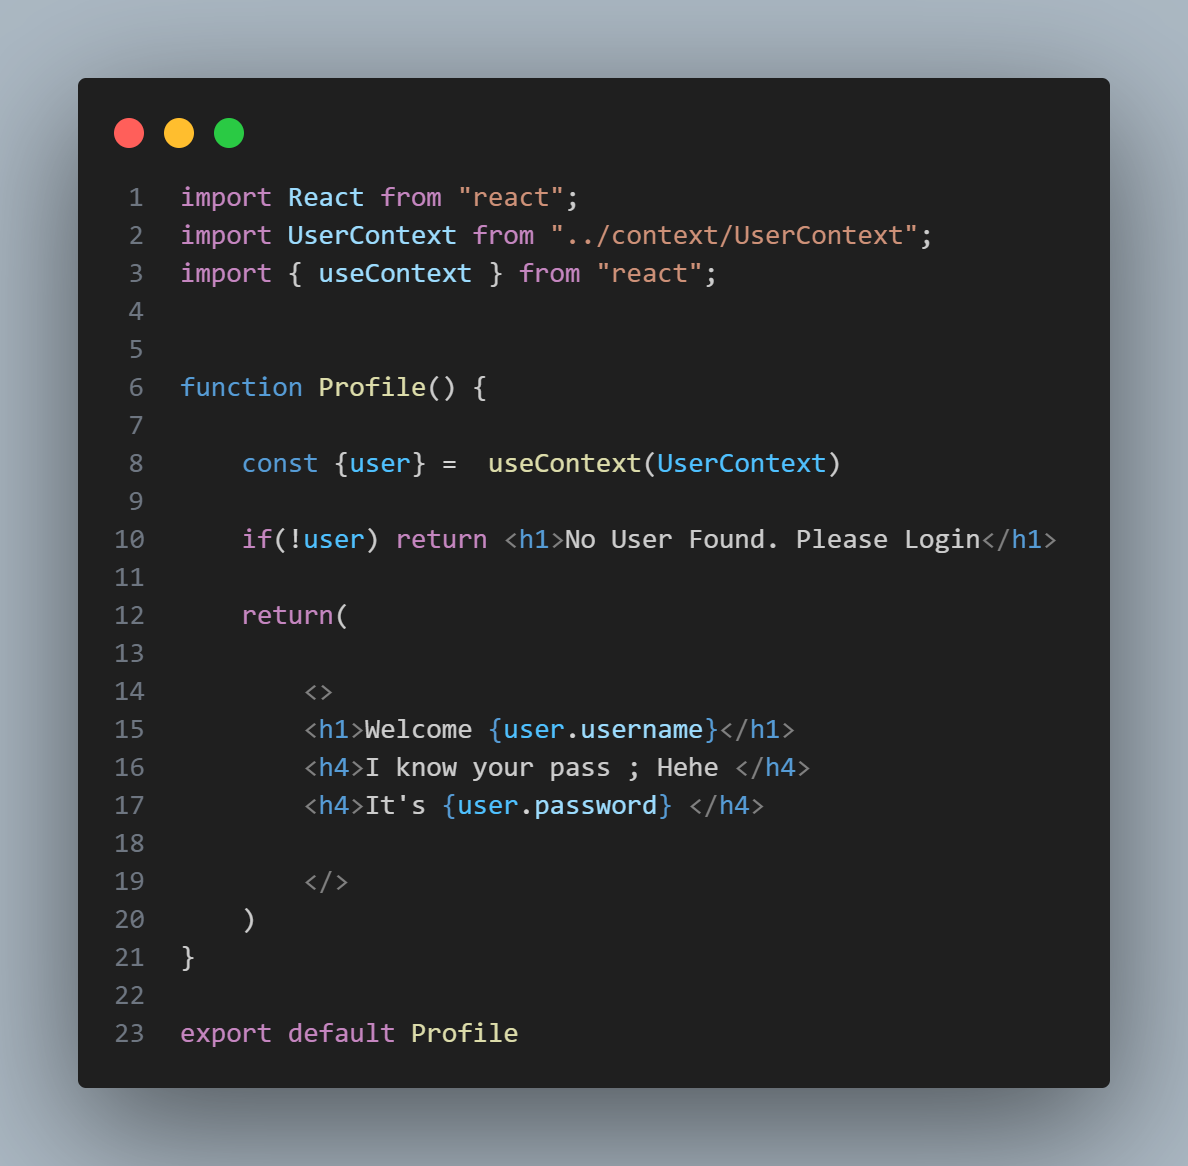 1 import React from "react";
2 import UserContext from "../context/UserContext";
3 import { useContext } from "react";
4
5
6 function Profile() {
7
8     const {user} =  useContext(UserContext)
9
10     if(!user) return <h1>No User Found. Please Login</h1>
11
12     return(
13
14         <>
15         <h1>Welcome {user.username}</h1>
16         <h4>I know your pass ; Hehe </h4>
17         <h4>It's {user.password} </h4>
18
19         </>
20     )
21 }
22
23 export default Profile